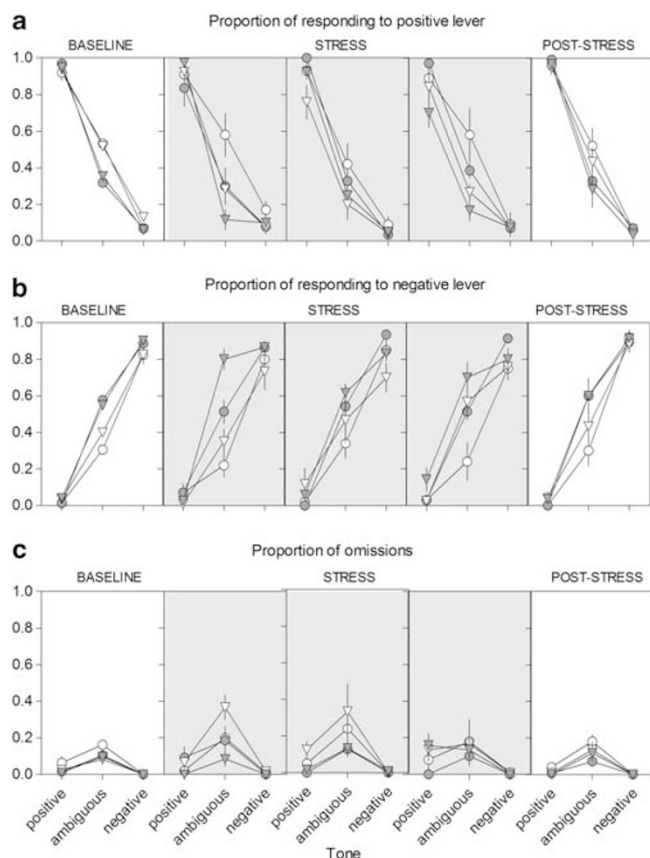 a Proportion of responding to positive lever
BASELINE STRESS POST-STRESS
1.0
0.8
0.6
0.4
0.2
0.0
b Proportion of responding to negative lever
BASELINE STRESS POST-STRESS
1.0
0.8
0.6
0.4
0.2
0.0
c Proportion of omissions
BASELINE STRESS POST-STRESS
1.0
0.8
0.6
0.4
0.2
0.0
positive ambiguous negative positive ambiguous negative positive ambiguous negative positive ambiguous negative positive ambiguous negative
Tone